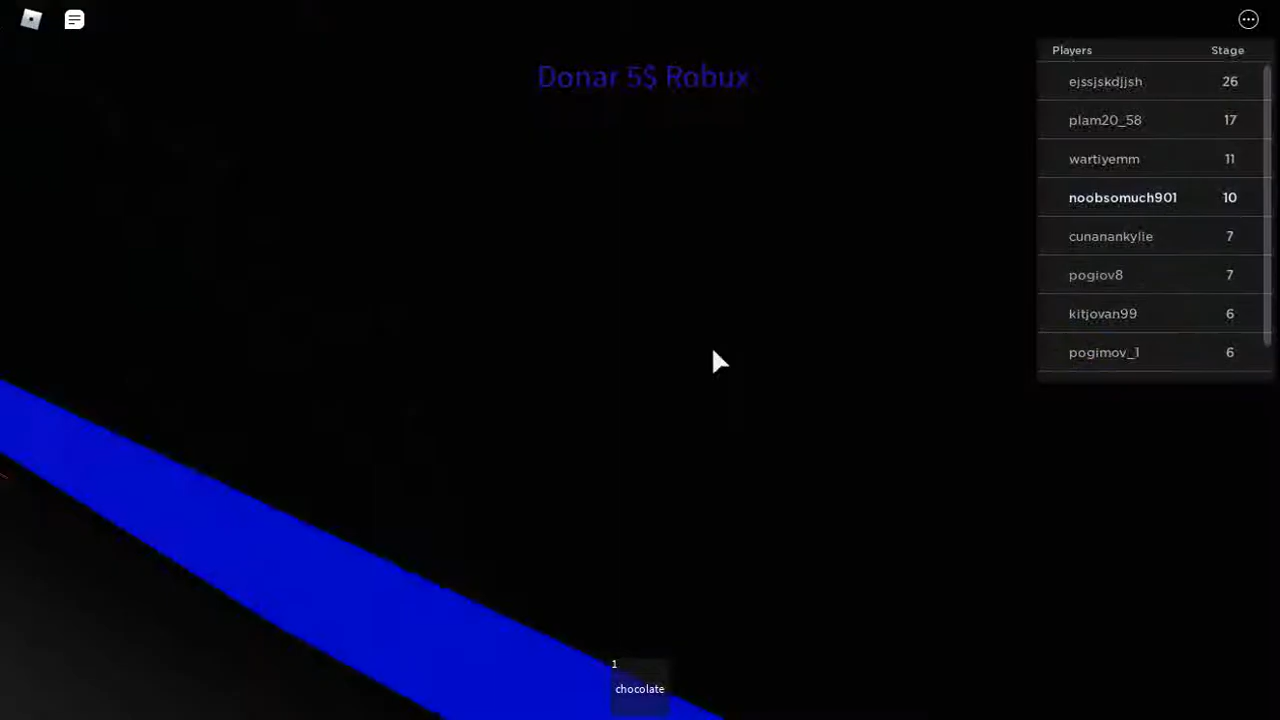 Donar 5$ Robux
Players Stage
ejssjskdjjsh 26
plam20_58 17
wartiyemm 11
noobsomuch901 10
cunanankylie 7
pogiov8 7
kitjovan99 6
pogimov_1 6
1
chocolate